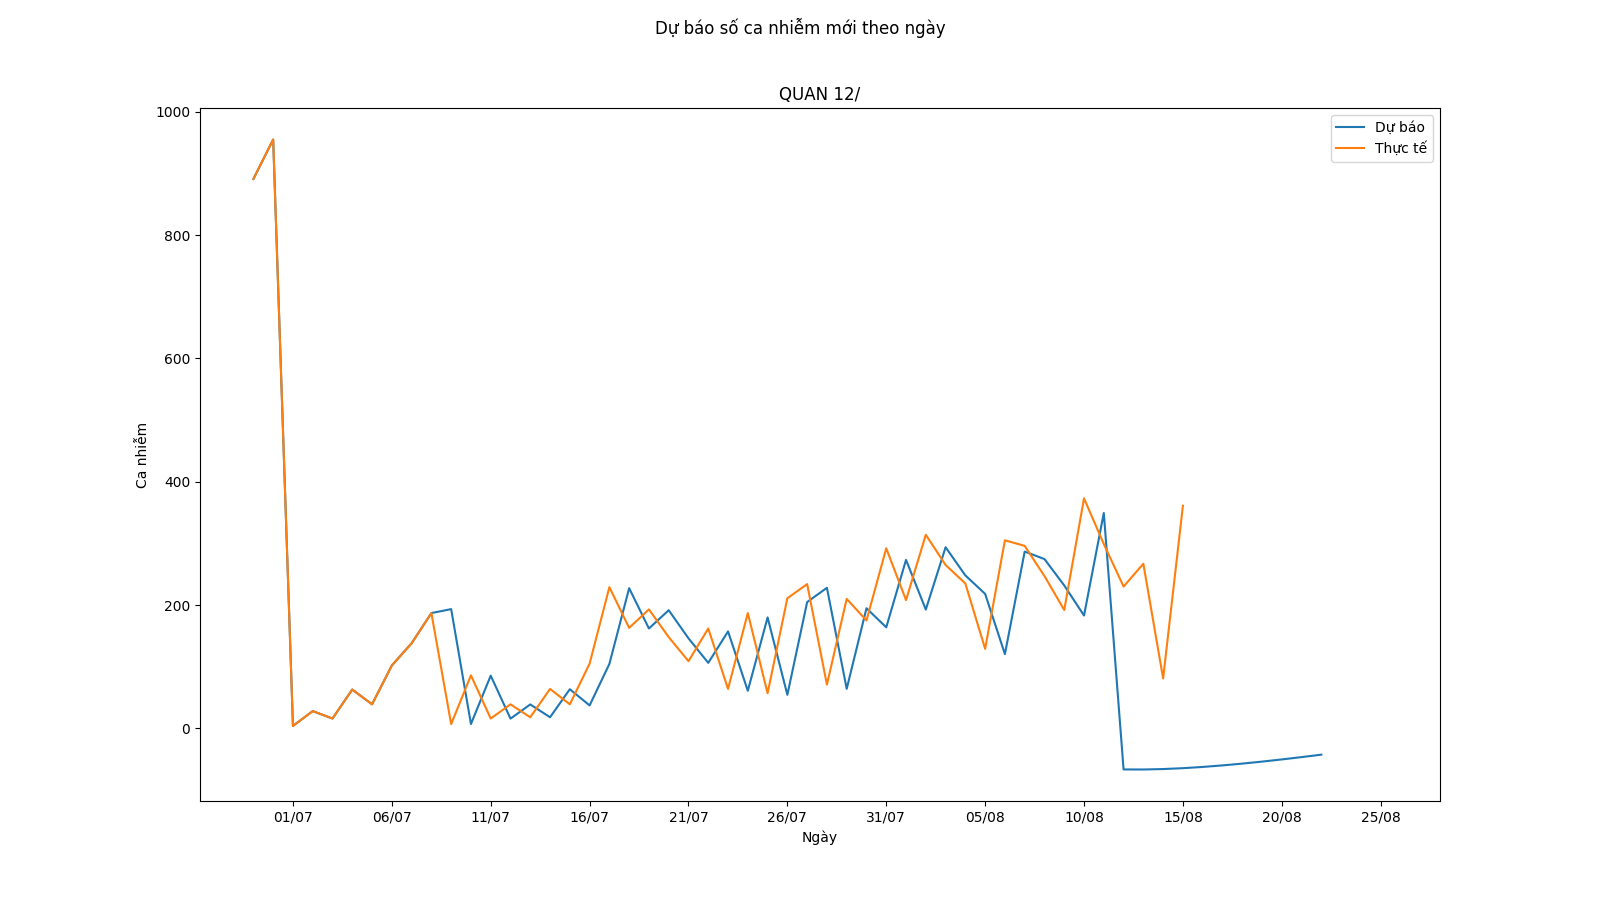 Dự báo số ca nhiễm mới theo ngày
QUAN 12/
1000
800
600
400
200
0
Ca nhiễm
Dự báo
Thực tế
01/07 06/07 11/07 16/07 21/07 26/07 31/07 05/08 10/08 15/08 20/08 25/08
Ngày